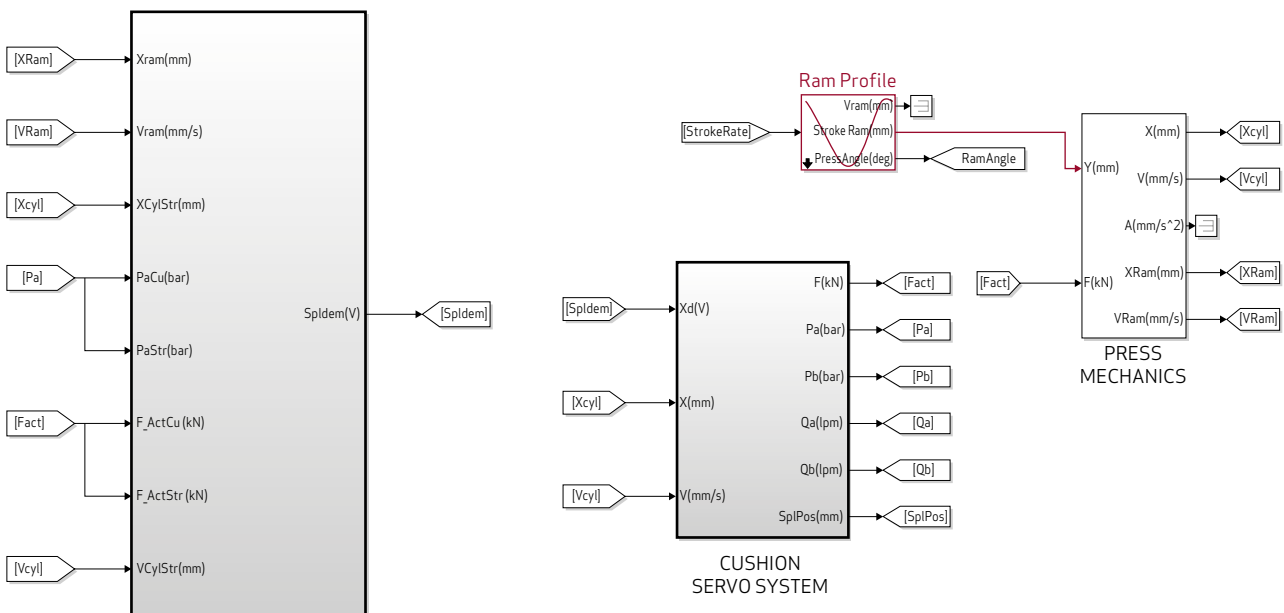 [XRam]
[VRam]
[Xcyl]
[Pa]
[Fact]
[Vcyl]
Xram(mm)
Vram(mm/s)
XCylStr(mm)
PaCu(bar)
PaStr(bar)
F_ActCu (kN)
F_ActStr (kN)
VCylStr(mm)
Spldem(V)
[Spldem]
[Spldem]
[Xcyl]
[Vcyl]
Xd(V)
X(mm)
V(mm/s)
F(kN)
Pa(bar)
Pb(bar)
Qa(lpm)
Qb(lpm)
SplPos(mm)
[Fact]
[Pa]
[Pb]
[Qa]
[Qb]
[SplPos]
CUSHION
SERVO SYSTEM
Ram Profile
[StrokeRate]
Vram(mm)
Stroke Ram(mm)
PressAngle(deg)
RamAngle
[Fact]
Y(mm)
F(kN)
X(mm)
V(mm/s)
A(mm/s^2)
XRam(mm)
VRam(mm/s)
[Xcyl]
[Vcyl]
[XRam]
[VRam]
PRESS
MECHANICS